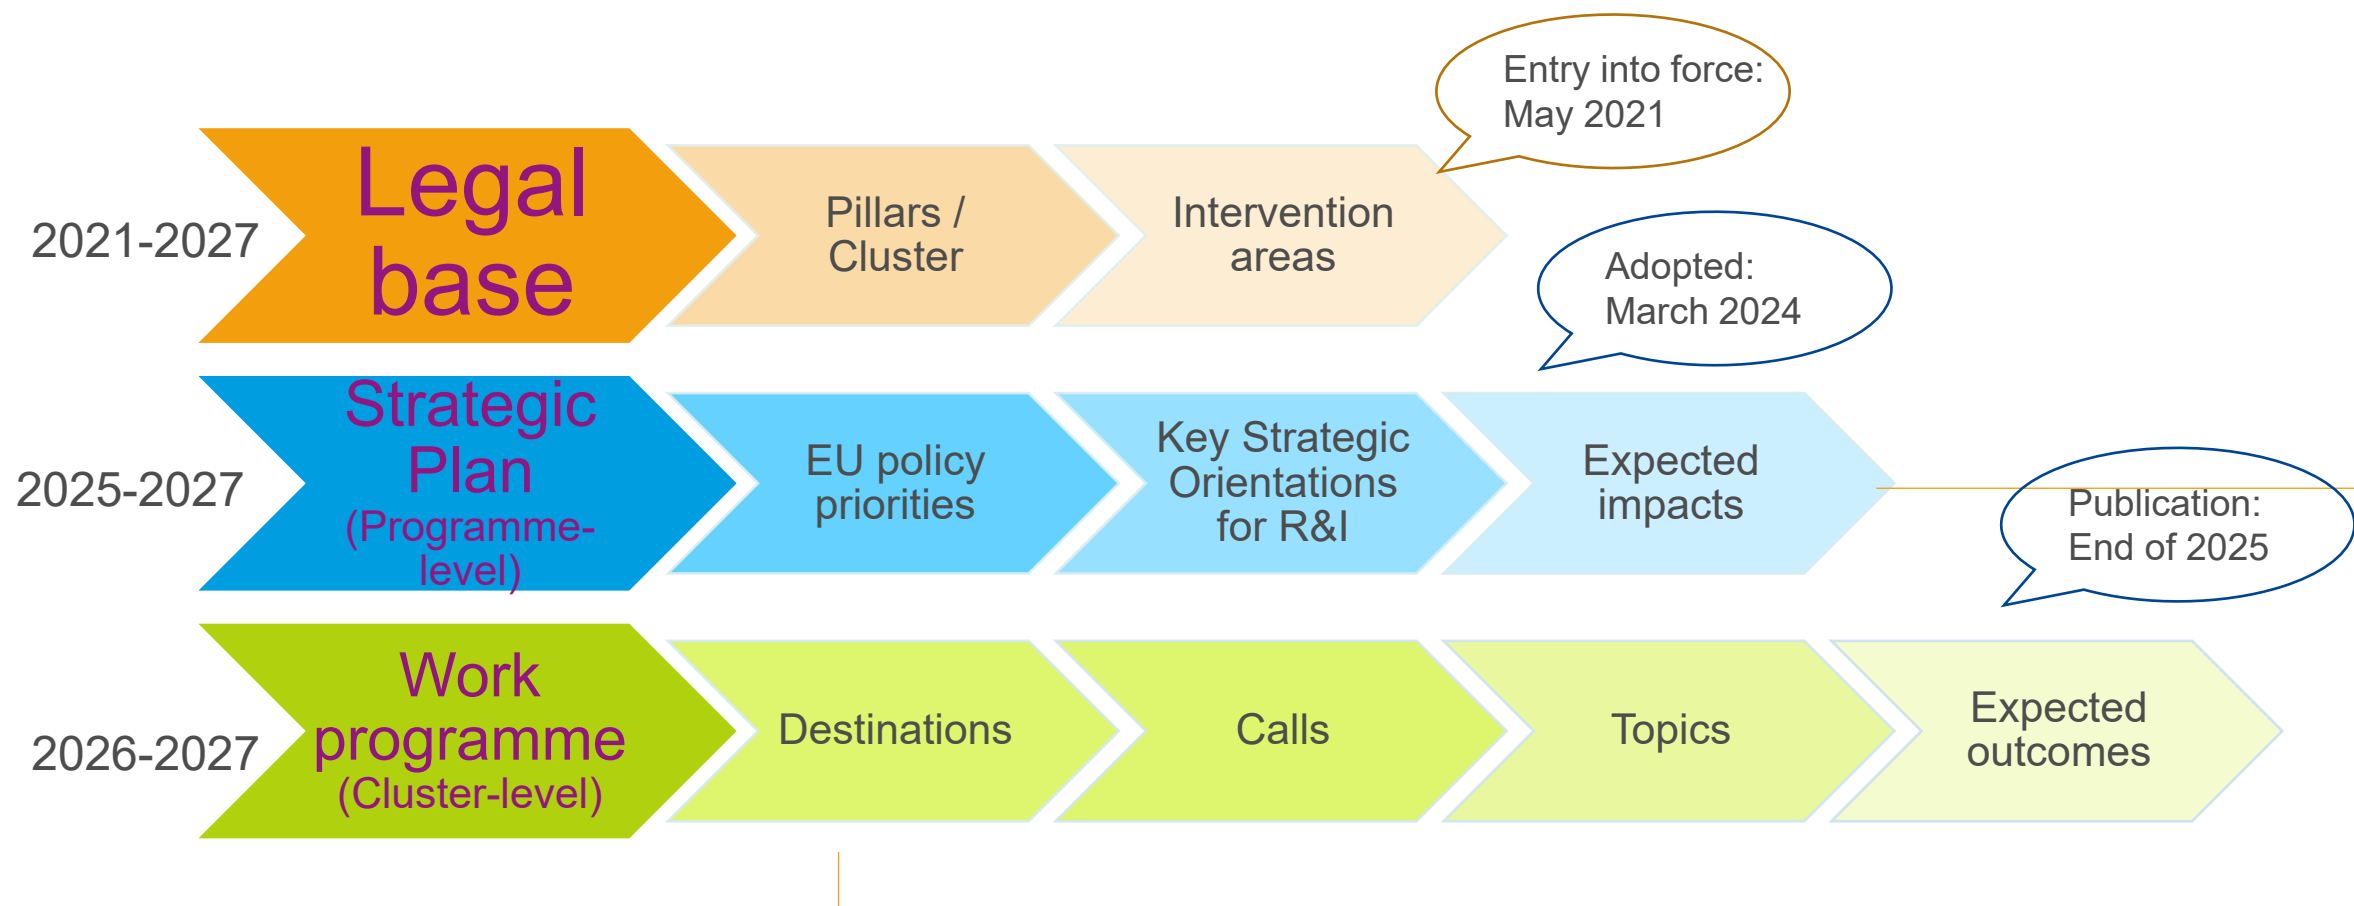 Entry into force:
May 2021
2021-2027
Legal
base
Pillars /
Cluster
Intervention
areas
Adopted:
March 2024
2025-2027
Strategic
Plan
(Programme-
level)
EU policy
priorities
Key Strategic
Orientations
for R&I
Expected
impacts
Publication:
End of 2025
2026-2027
Work
programme
(Cluster-level)
Destinations
Calls
Topics
Expected
outcomes